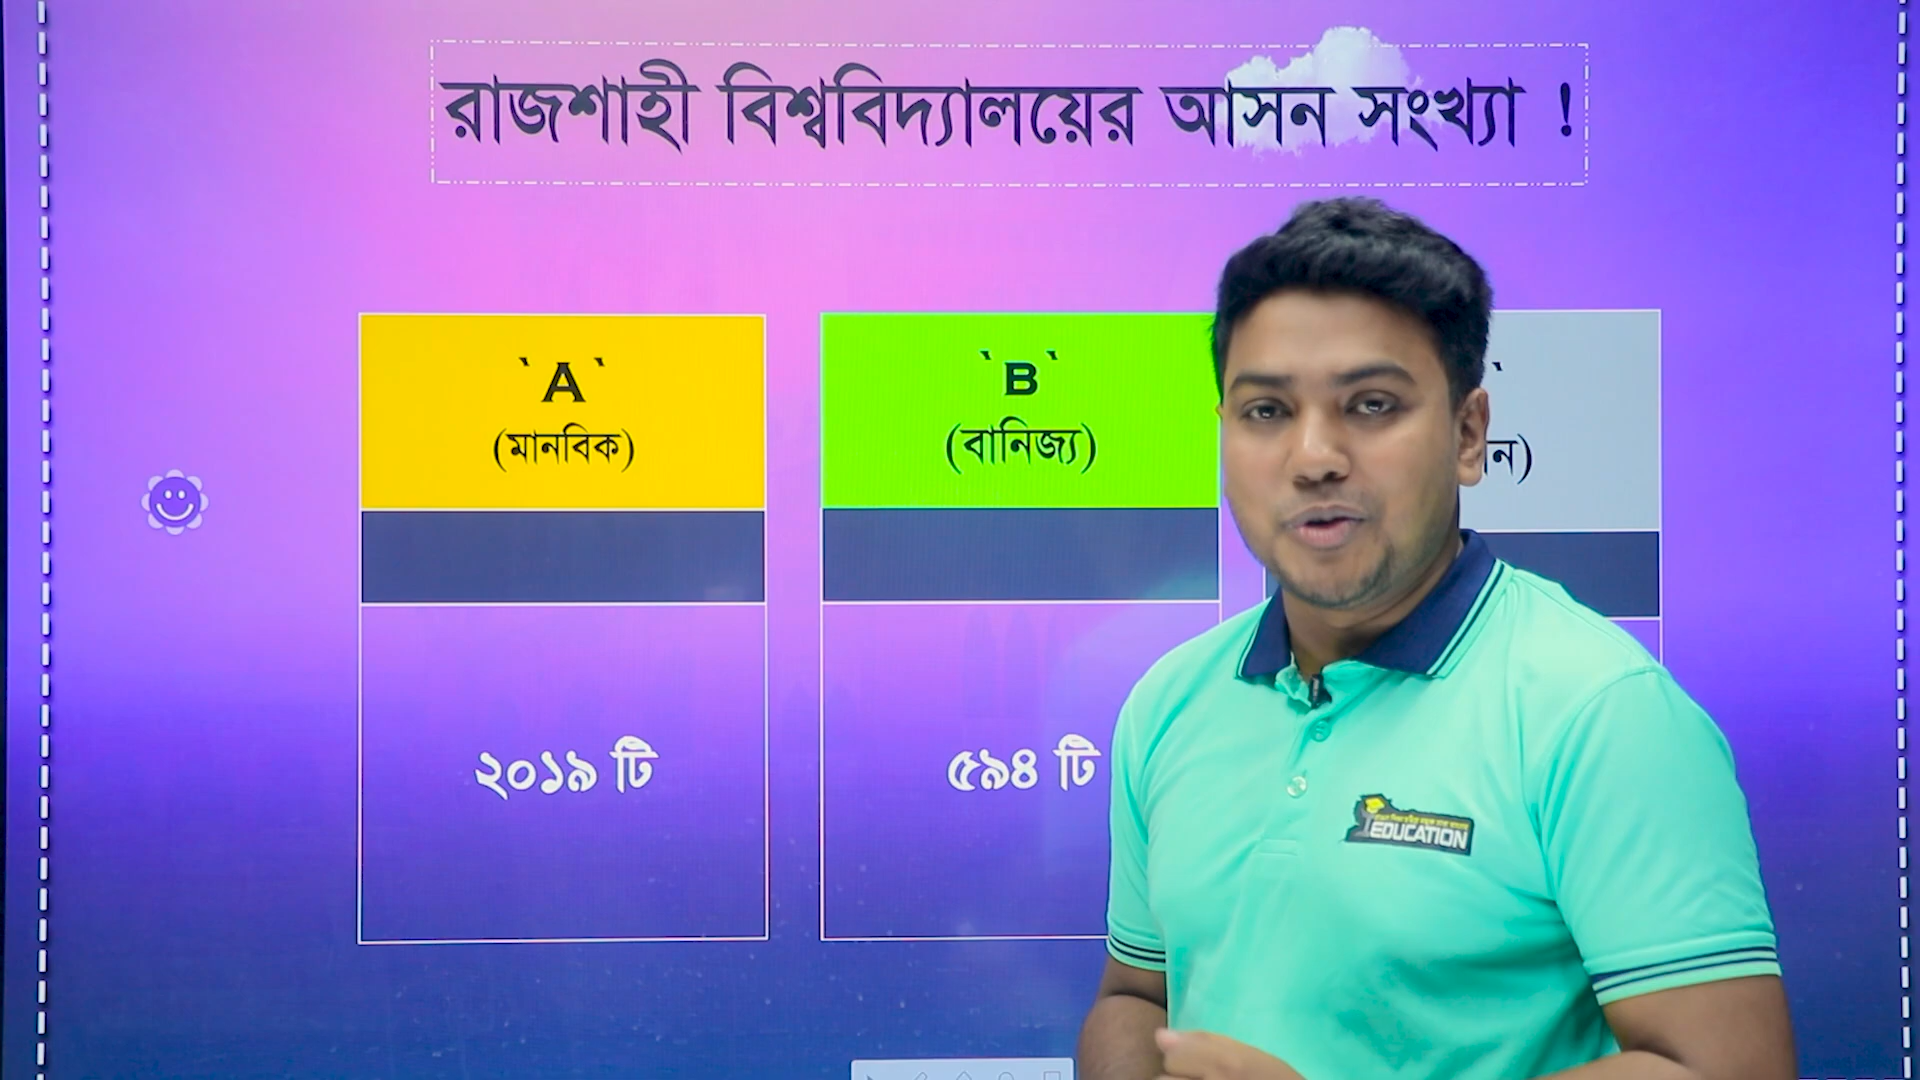 রাজশাহী বিশ্ববিদ্যালয়ের আসন সংখ্যা !
`A`
(মানবিক)
২০১৯ টি
`B`
(বানিজ্য)
৫৯৪ টি
EDUCATION